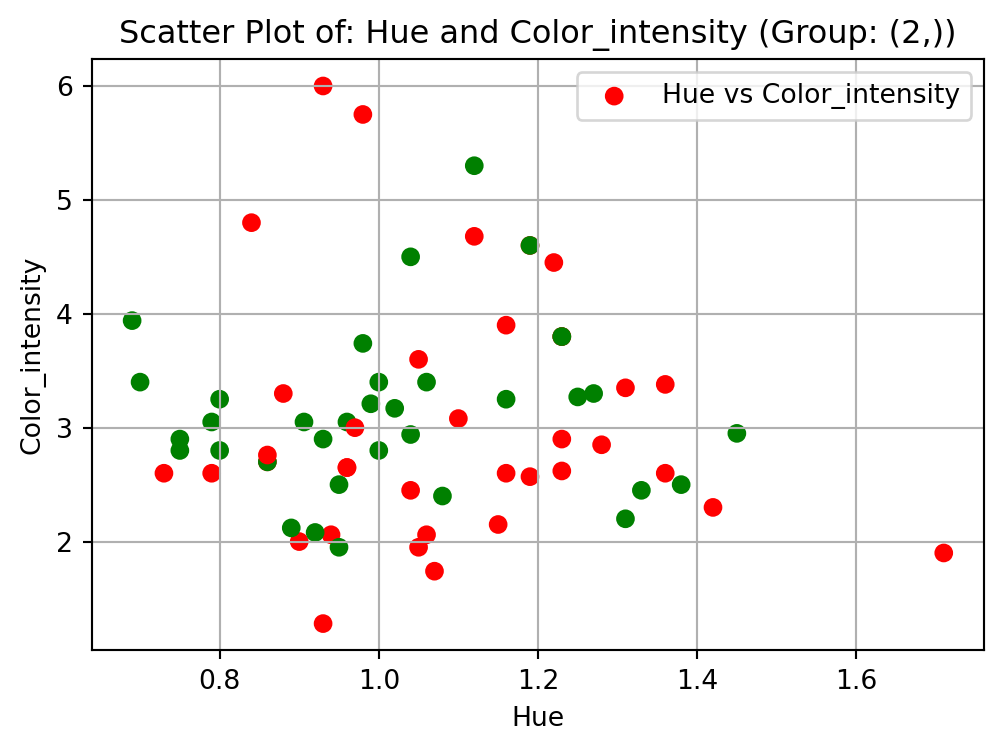 Scatter Plot of: Hue and Color_intensity (Group: (2,))
Hue vs Color_intensity
Color_intensity
6
5
4
3
2
0.8 1.0 1.2 1.4 1.6
Hue